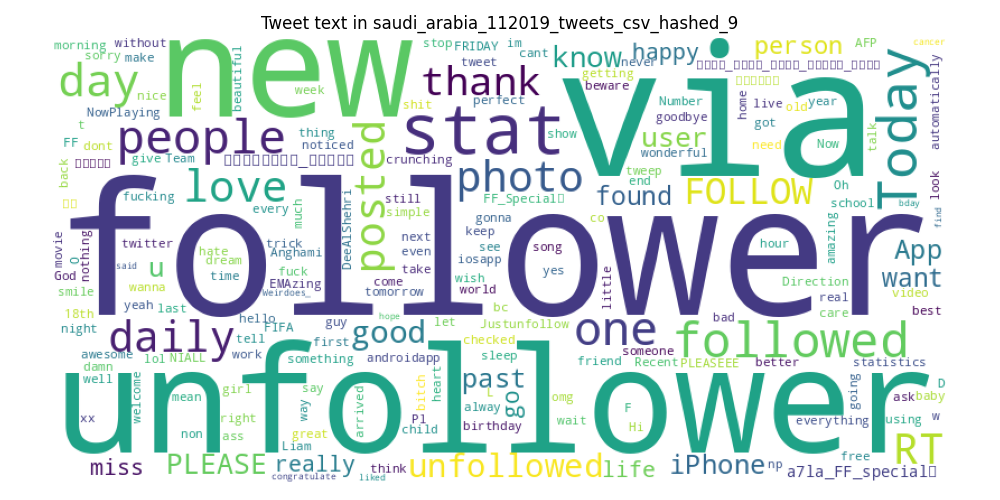 Tweet text in saudi_arabia_112019_tweets_csv_hashed_9
morning without
sorry make
new
via
stop FRIDAY im
tweet
cant
know never
happy
person AFP
cancer
day
nice
feel
beautiful
week
thank
getting
beware
Today
automatically
NowPlaying
shit
perfect
Number
goodbye
home
live old year
got
t
FF dont
people
thing
noticed
stat
show
user
wonderful
need
Now
talk
back
give Team
posted
crunching
photo
tweep
end
found
FOLLOW
Oh
school
look
fucking
love
every
much
DeeAlShehri
still
simple
FF_Special
gonna
keep
co
bday
find
follower
movie
O
nothing
God
twitter
said
u
hate
dream
time
trick
Anghami
fuck
EMAzing
Weirdoes_
next
even
take
come
tomorrow
see
iosapp
wish
world
song
yes
little
hour
amazing
Direction
real
care
App
want
video
best
smile
wanna
18th
night
yeah last
hello
FIFA
tell
guy
first
hope
let
bc
checked
Justunfollow
one
bad
followed
daily
good
awesome
damn
well
lol NIALL
work
something
androidapp
sleep
friend
someone
Recent PLEASEEE
better
statistics
unfollower
xx
welcome
mean
non
girl
right
ass
say
way
great
Liam
arrived
child
bitch
Pl
heart
past
L
alway
birthday
go
omg
wait
F
Hi
everything
going
using
ask
baby
D
w
free
RT
miss
PLEASE
really
congratulate
think
liked
unfollowed
life
iPhone
np
a7la_FF_special